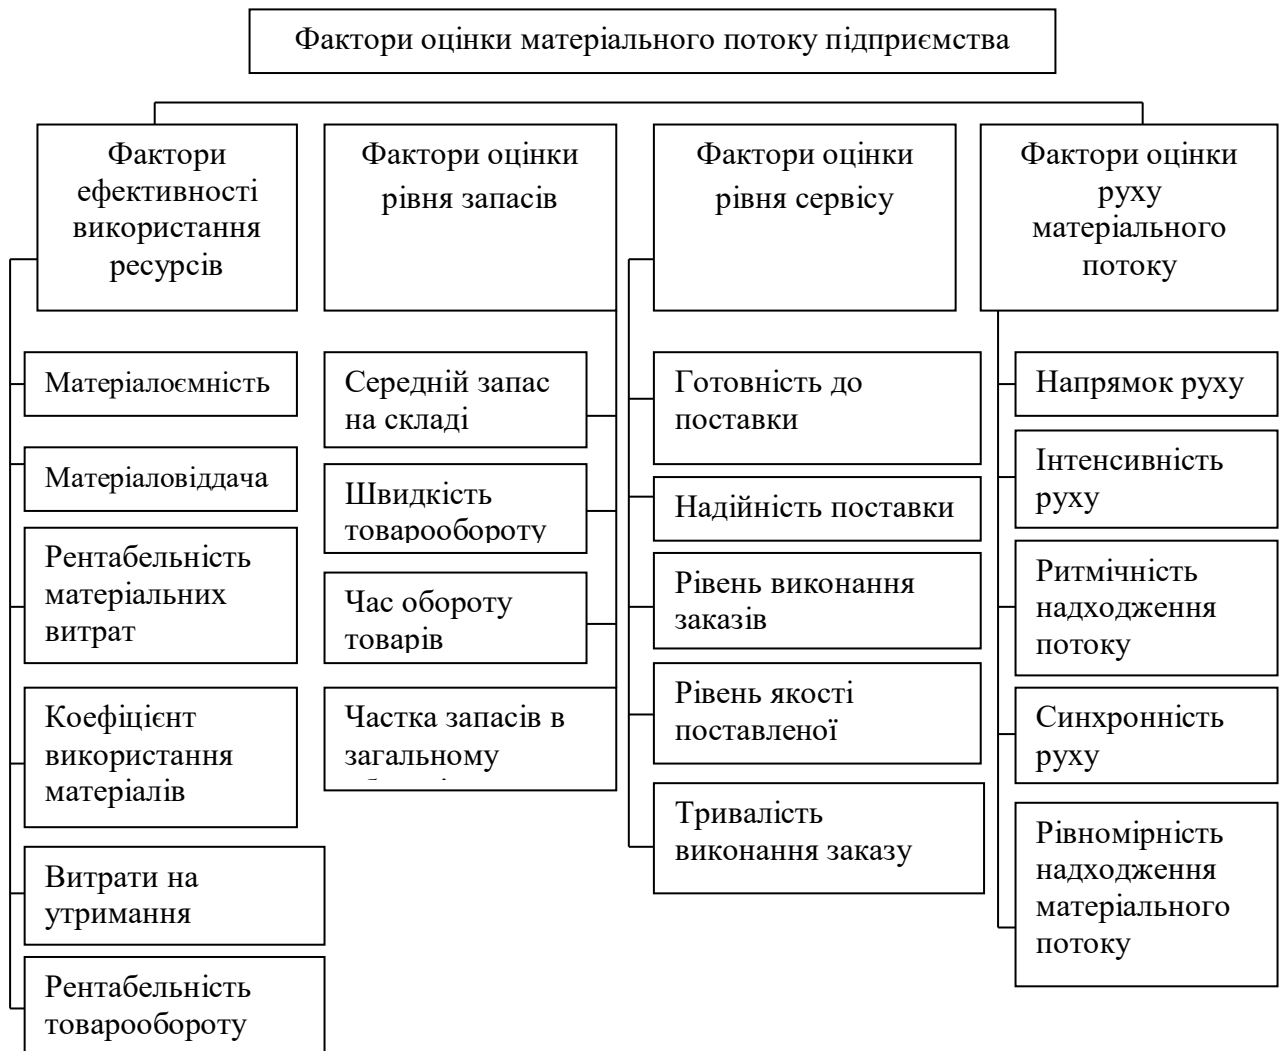 Фактори оцінки матеріального потоку підприємства
Фактори
ефективності
використання
ресурсів
Матеріалоємність
Матеріаловіддача
Рентабельність
матеріальних
витрат
Коефіцієнт
використання
матеріалів
Витрати на
утримання
Рентабельність
товарообороту
Фактори оцінки
рівня запасів
Середній запас
на складі
Швидкість
товарообороту
Час обороту
товарів
Частка запасів в
загальному
Фактори оцінки
рівня сервісу
Готовність до
поставки
Надійність поставки
Рівень виконання
заказів
Рівень якості
поставленої
Тривалість
виконання заказу
Фактори оцінки
руху
матеріального
потоку
Напрямок руху
Інтенсивність
руху
Ритмічність
надходження
потоку
Синхронність
руху
Рівномірність
надходження
матеріального
потоку